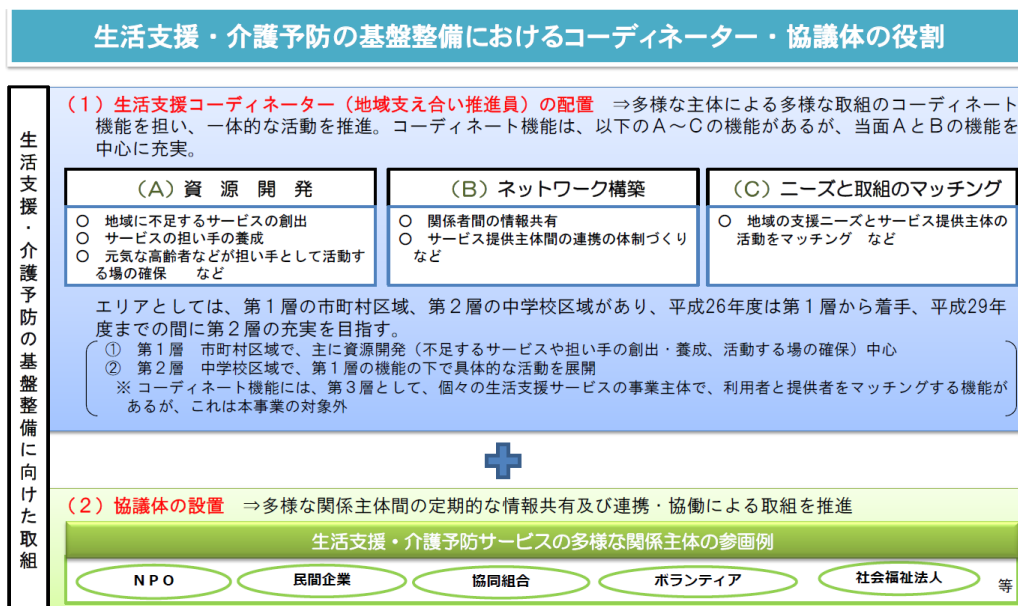 生活支援・介護予防の基盤整備におけるコーディネーター・協議体の役割
生活支援・介護予防の基盤整備に向けた取組
（１）生活支援コーディネーター（地域支え合い推進員）の配置　⇒多様な主体による多様な取組のコーディネート
機能を担い、一体的な活動を推進。コーディネート機能は、以下のＡ～Ｃの機能があるが、当面ＡとＢの機能を
中心に充実。
（A）資　源　開　発
○　地域に不足するサービスの創出
○　サービスの担い手の養成
○　元気な高齢者などが担い手として活動す
る場の確保　　など
（B）ネットワーク構築
○　関係者間の情報共有
○　サービス提供主体間の連携の体制づくり
など
（C）ニーズと取組のマッチング
○　地域の支援ニーズとサービス提供主体の
活動をマッチング　など
エリアとしては、第１層の市町村区域、第２層の中学校区域があり、平成26年度は第１層から着手、平成29年
度までの間に第２層の充実を目指す。
①　第１層　市町村区域で、主に資源開発（不足するサービスや担い手の創出・養成、活動する場の確保）中心
②　第２層　中学校区域で、第１層の機能の下で具体的な活動を展開
※ コーディネート機能には、第３層として、個々の生活支援サービスの事業主体で、利用者と提供者をマッチングする機能が
あるが、これは本事業の対象外
（２）協議体の設置　⇒多様な関係主体間の定期的な情報共有及び連携・協働による取組を推進
生活支援・介護予防サービスの多様な関係主体の参画例
ＮＰＯ
民間企業
協同組合
ボランティア
社会福祉法人
等